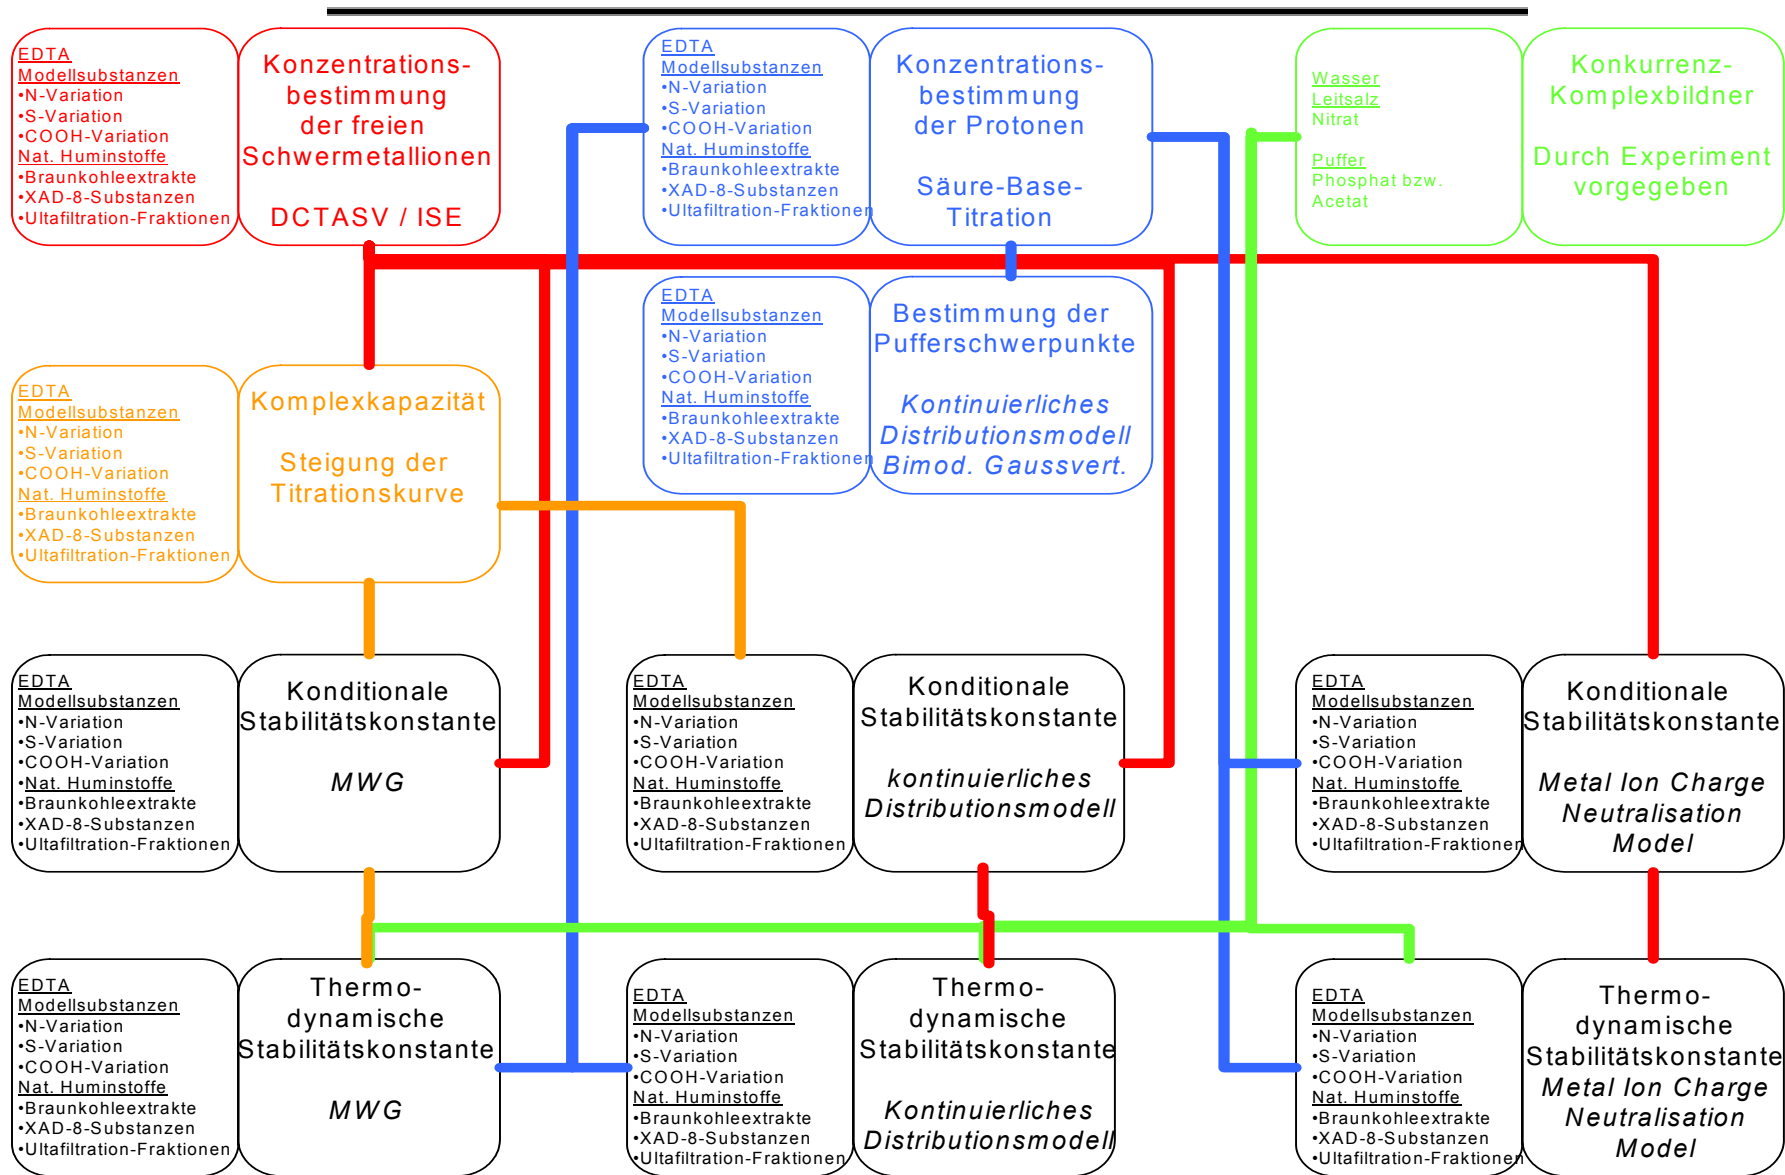 EDTA
Modellsubstanzen
•N-Variation
•S-Variation
•COOH-Variation
Nat. Huminstoffe
•Braunkohleextrakte
•XAD-8-Substanzen
•Ultafiltration-Fraktionen
Konzentrations-
bestimmung
der freien
Schwermetallionen
DCTASV / ISE
EDTA
Modellsubstanzen
•N-Variation
•S-Variation
•COOH-Variation
Nat. Huminstoffe
•Braunkohleextrakte
•XAD-8-Substanzen
•Ultafiltration-Fraktionen
Konzentrations-
bestimmung
der Protonen
Säure-Base-
Titration
Wasser
Leitsalz
Nitrat
Puffer
Phosphat bzw.
Acetat
Konkurrenz-
Komplexbildner
Durch Experiment
vorgegeben
EDTA
Modellsubstanzen
•N-Variation
•S-Variation
•COOH-Variation
Nat. Huminstoffe
•Braunkohleextrakte
•XAD-8-Substanzen
•Ultafiltration-Fraktionen
Bestimmung der
Pufferschwerpunkte
Kontinuierliches
Distributionsmodell
Bimod. Gaussvert.
EDTA
Modellsubstanzen
•N-Variation
•S-Variation
•COOH-Variation
Nat. Huminstoffe
•Braunkohleextrakte
•XAD-8-Substanzen
•Ultafiltration-Fraktionen
Komplexkapazität
Steigung der
Titrationskurve
EDTA
Modellsubstanzen
•N-Variation
•S-Variation
•COOH-Variation
•Nat. Huminstoffe
•Braunkohleextrakte
•XAD-8-Substanzen
•Ultafiltration-Fraktionen
Konditionale
Stabilitätskonstante
MWG
EDTA
Modellsubstanzen
•N-Variation
•S-Variation
•COOH-Variation
Nat. Huminstoffe
•Braunkohleextrakte
•XAD-8-Substanzen
•Ultafiltration-Fraktionen
Konditionale
Stabilitätskonstante
kontinuierliches
Distributionsmodell
EDTA
Modellsubstanzen
•N-Variation
•S-Variation
•COOH-Variation
Nat. Huminstoffe
•Braunkohleextrakte
•XAD-8-Substanzen
•Ultafiltration-Fraktionen
Konditionale
Stabilitätskonstante
Metal Ion Charge
Neutralisation
Model
EDTA
Modellsubstanzen
•N-Variation
•S-Variation
•COOH-Variation
Nat. Huminstoffe
•Braunkohleextrakte
•XAD-8-Substanzen
•Ultafiltration-Fraktionen
Thermo-
dynamische
Stabilitätskonstante
MWG
EDTA
Modellsubstanzen
•N-Variation
•S-Variation
•COOH-Variation
Nat. Huminstoffe
•Braunkohleextrakte
•XAD-8-Substanzen
•Ultafiltration-Fraktionen
Thermo-
dynamische
Stabilitätskonstante
Kontinuierliches
Distributionsmodell
EDTA
Modellsubstanzen
•N-Variation
•S-Variation
•COOH-Variation
Nat. Huminstoffe
•Braunkohleextrakte
•XAD-8-Substanzen
•Ultafiltration-Fraktionen
Thermo-
dynamische
Stabilitätskonstante
Metal Ion Charge
Neutralisation
Model